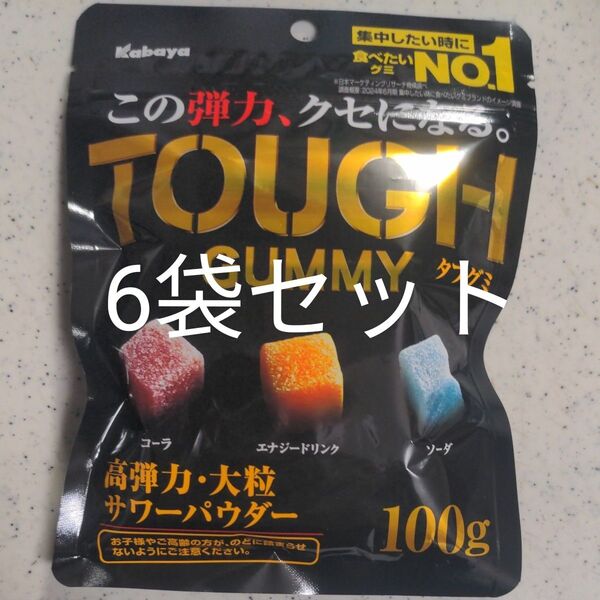 Kabaya
集中したい時に
食べたい
グミ
NO.1
この弾力、クセになる。
TOUGH
GUMMY
タフグミ
6袋セット
コーラ
エナジードリンク
ソーダ
高弾力・大粒
サワーパウダー
100g
お子様やご高齢の方が、のどに詰まらせ
ないようにご注意ください。